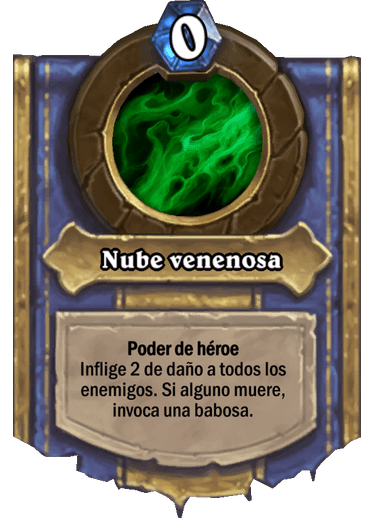 0
Nube venenosa
Poder de héroe
Inflige 2 de daño a todos los
enemigos. Si alguno muere,
invoca una babosa.